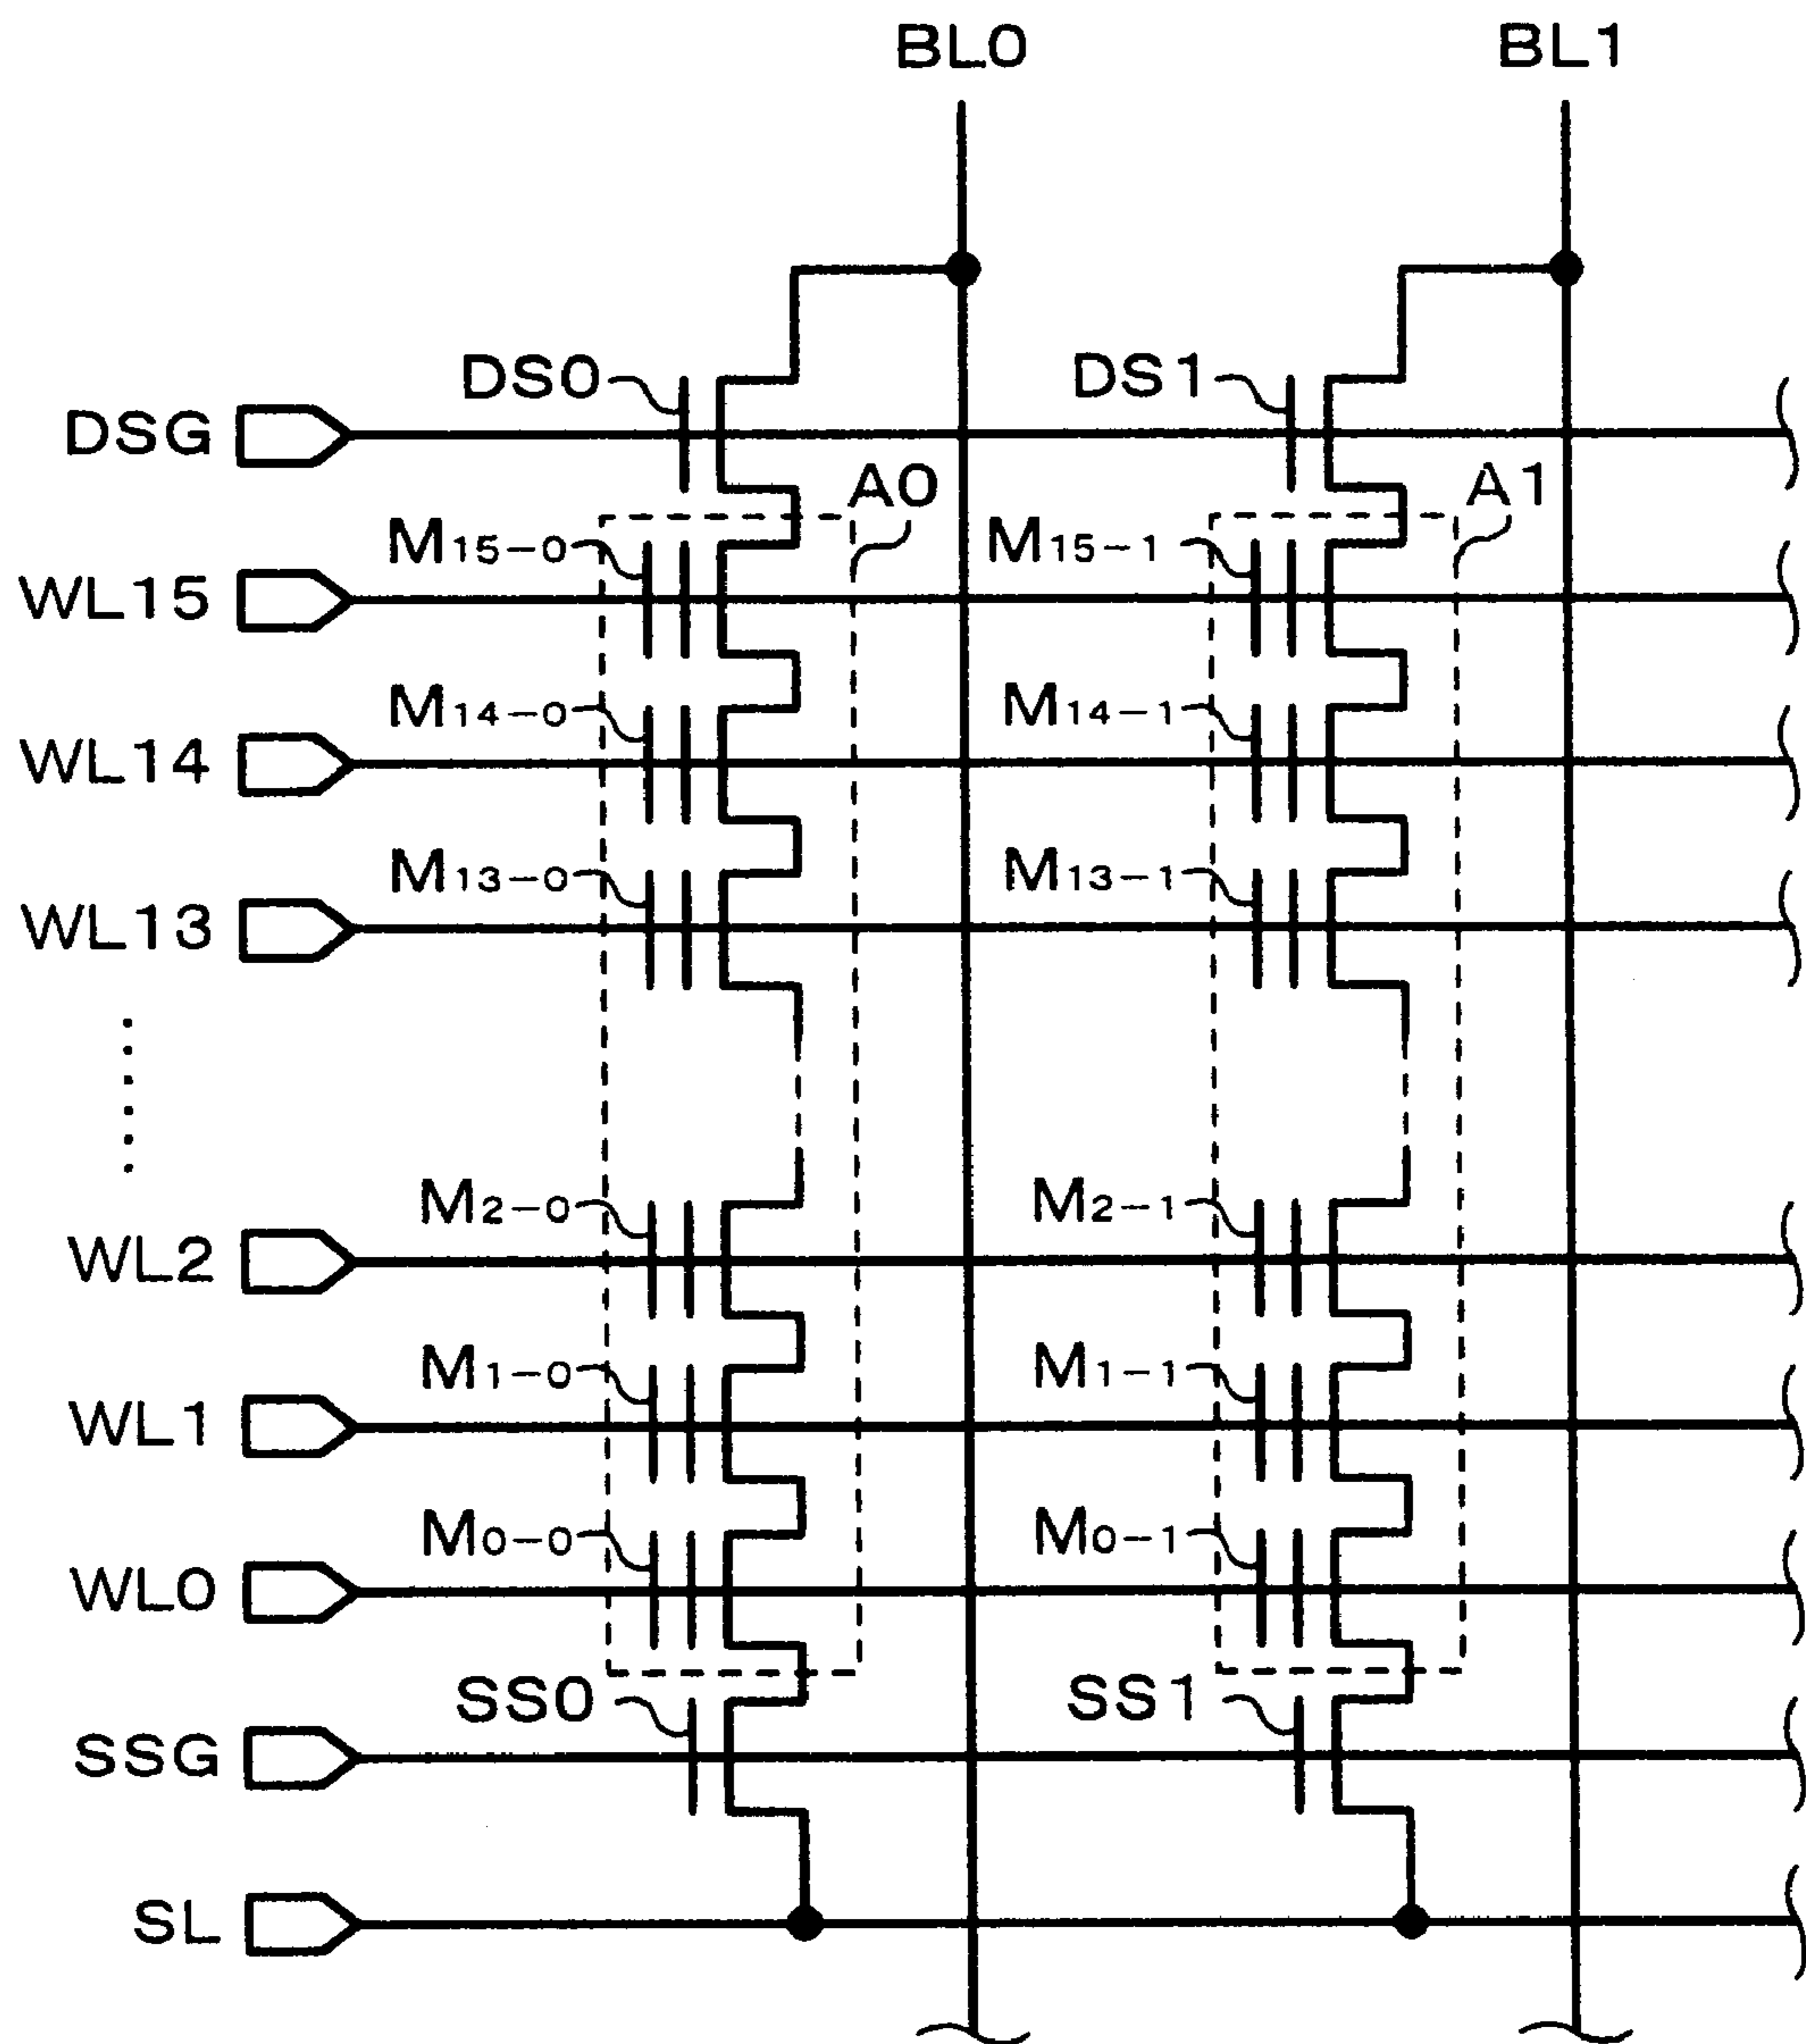 BL0 BL1
DS0 DS1
DSG
A0 A1
M15-0 M15-1
WL15
M14-0 M14-1
WL14
M13-0 M13-1
WL13
M2-0 M2-1
WL2
M1-0 M1-1
WL1
M0-0 M0-1
WL0
SS0 SS1
SSG
SL